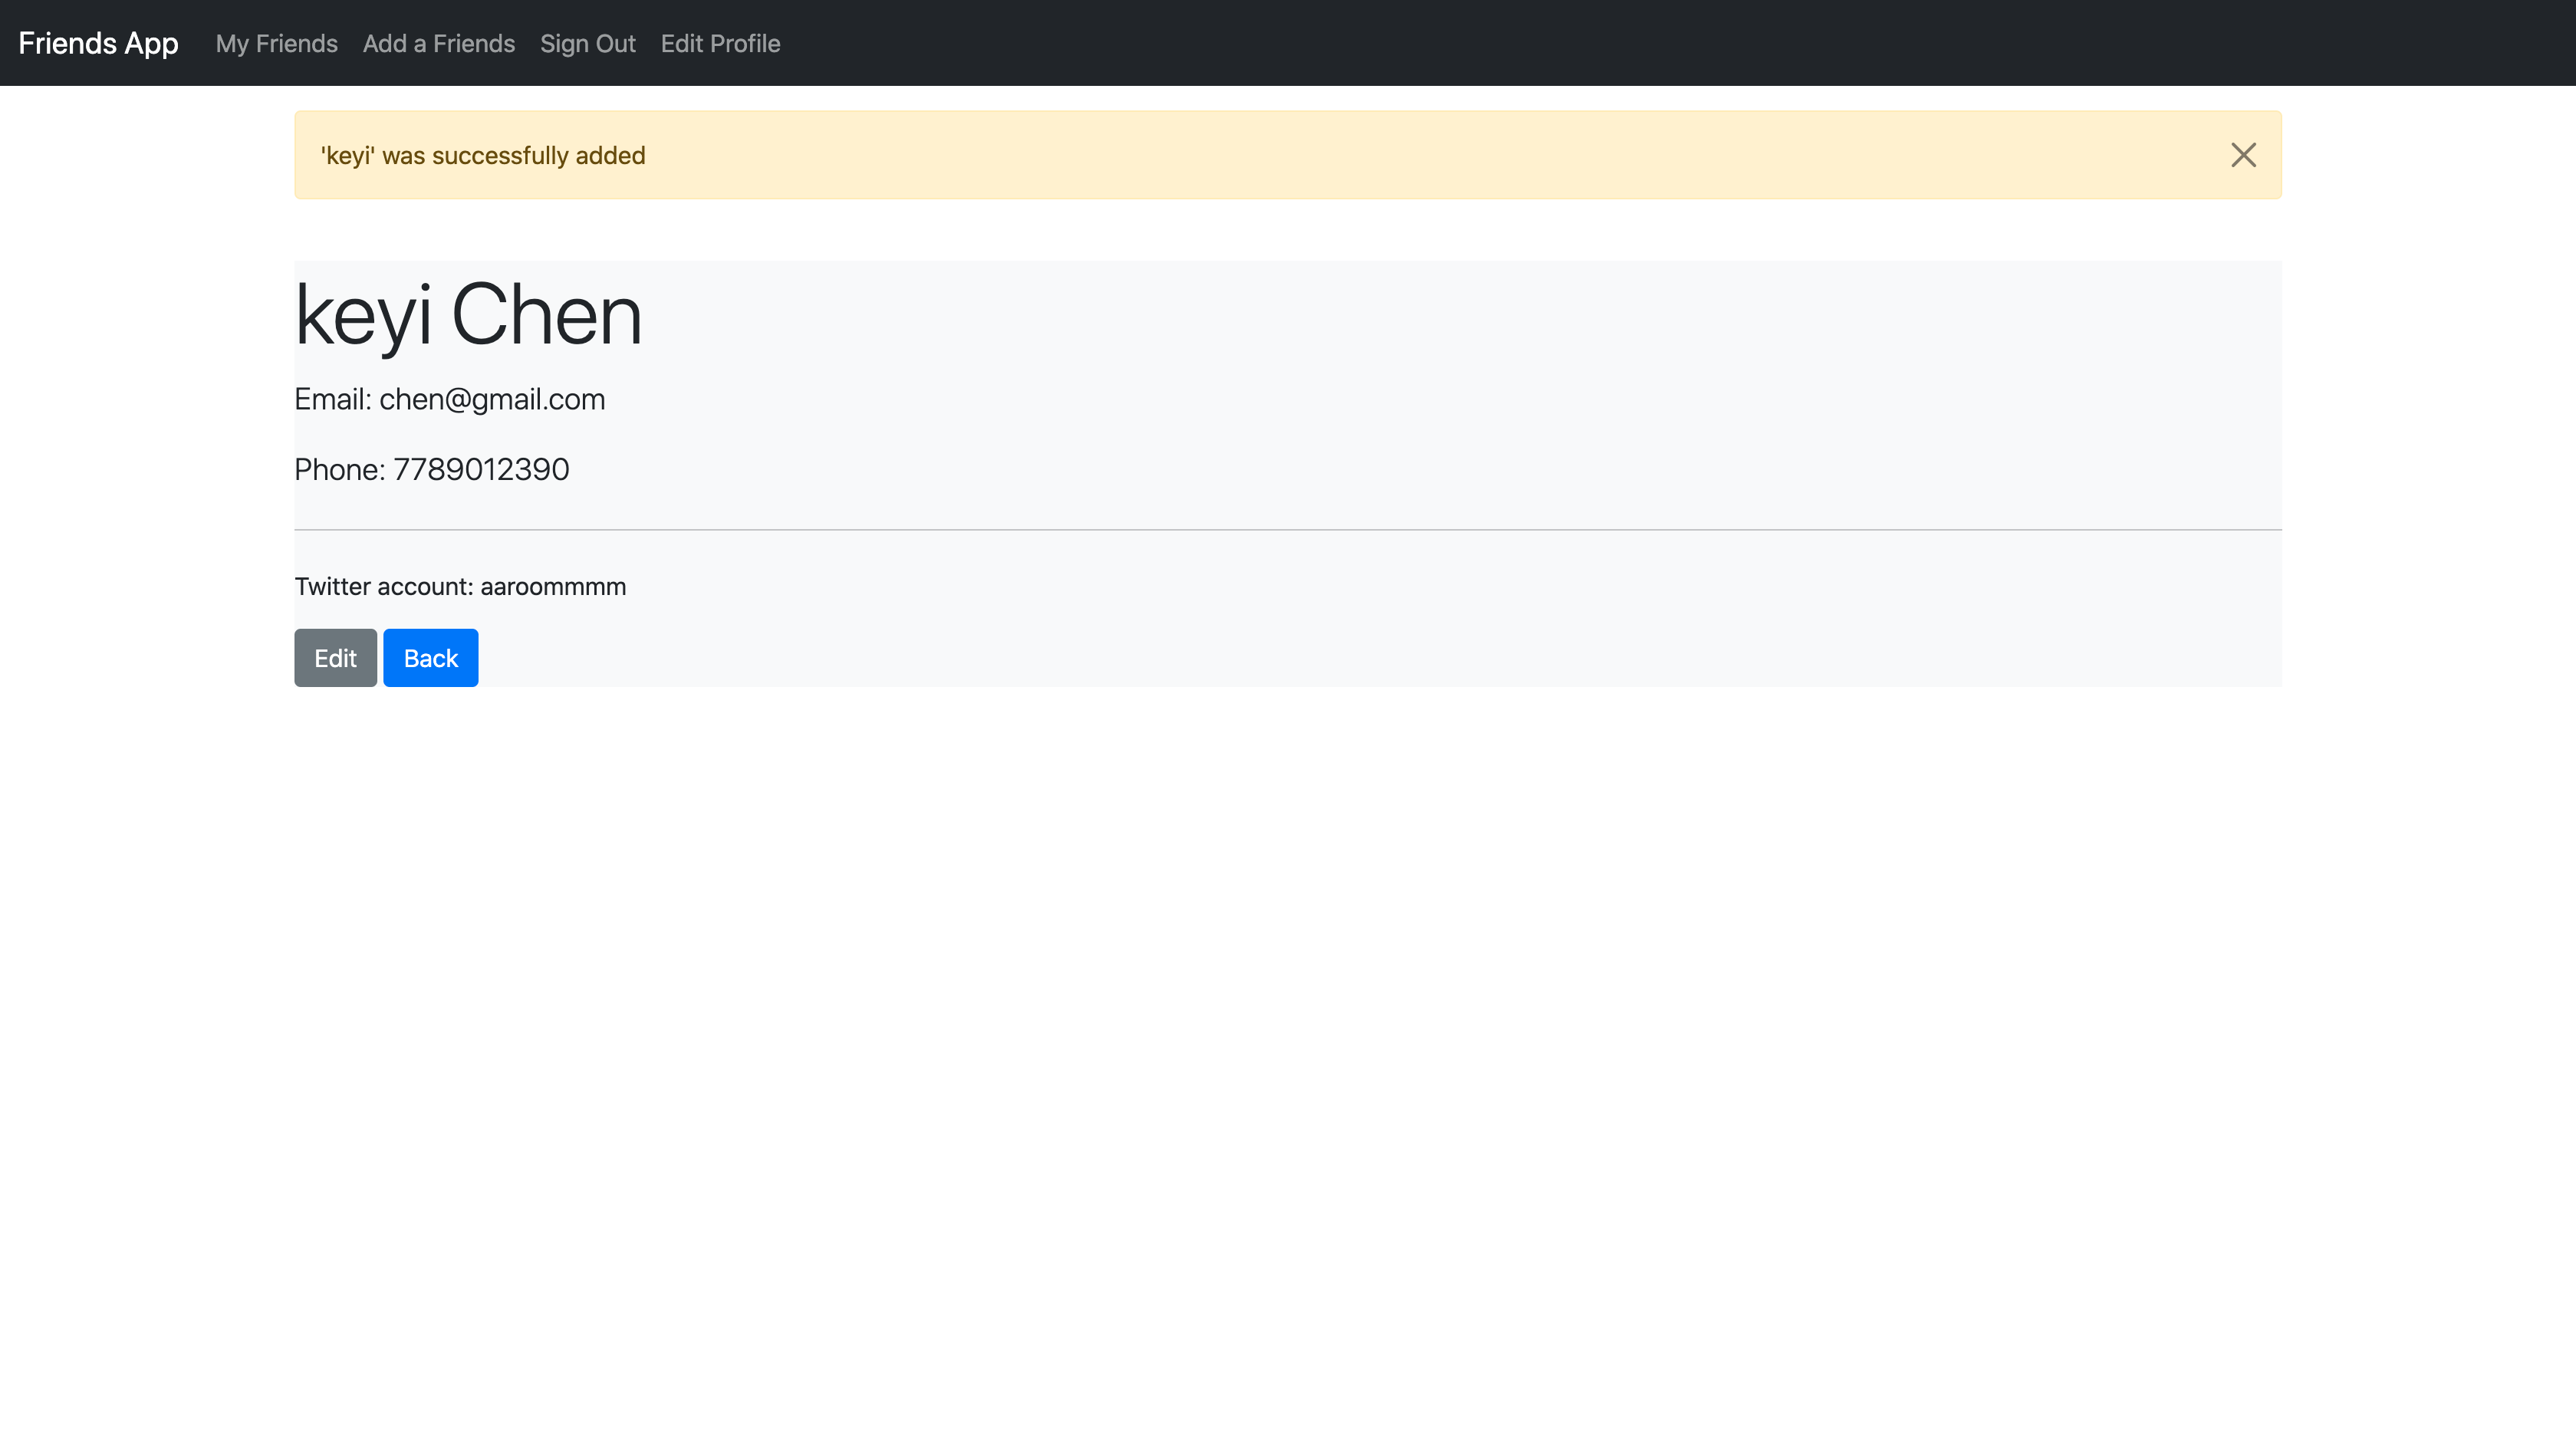 Friends App My Friends Add a Friends Sign Out Edit Profile
'keyi' was successfully added
keyi Chen
Email: chen@gmail.com
Phone: 7789012390
Twitter account: aaroommmm
Edit Back